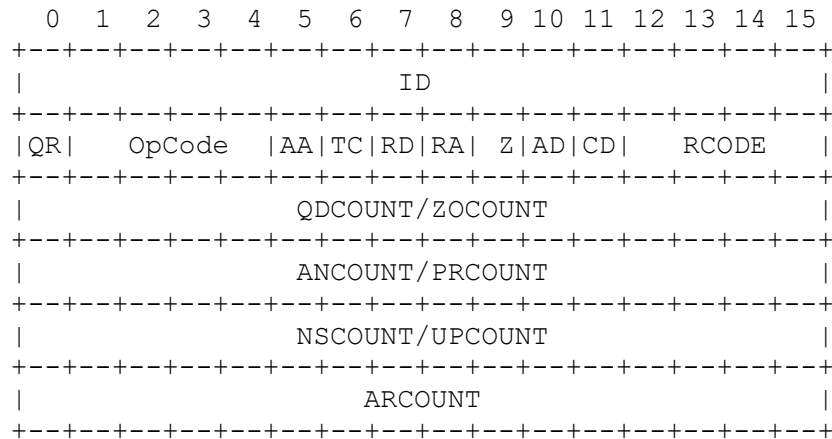 0 1 2 3 4 5 6 7 8 9 10 11 12 13 14 15
+--+--+--+--+--+--+--+--+--+--+--+--+--+--+--+--+
| ID |
+--+--+--+--+--+--+--+--+--+--+--+--+--+--+--+--+
|QR| OpCode |AA|TC|RD|RA| Z|AD|CD| RCODE |
+--+--+--+--+--+--+--+--+--+--+--+--+--+--+--+--+
| QDCOUNT/ZOCOUNT |
+--+--+--+--+--+--+--+--+--+--+--+--+--+--+--+--+
| ANCOUNT/PRCOUNT |
+--+--+--+--+--+--+--+--+--+--+--+--+--+--+--+--+
| NSCOUNT/UPCOUNT |
+--+--+--+--+--+--+--+--+--+--+--+--+--+--+--+--+
| ARCOUNT |
+--+--+--+--+--+--+--+--+--+--+--+--+--+--+--+--+